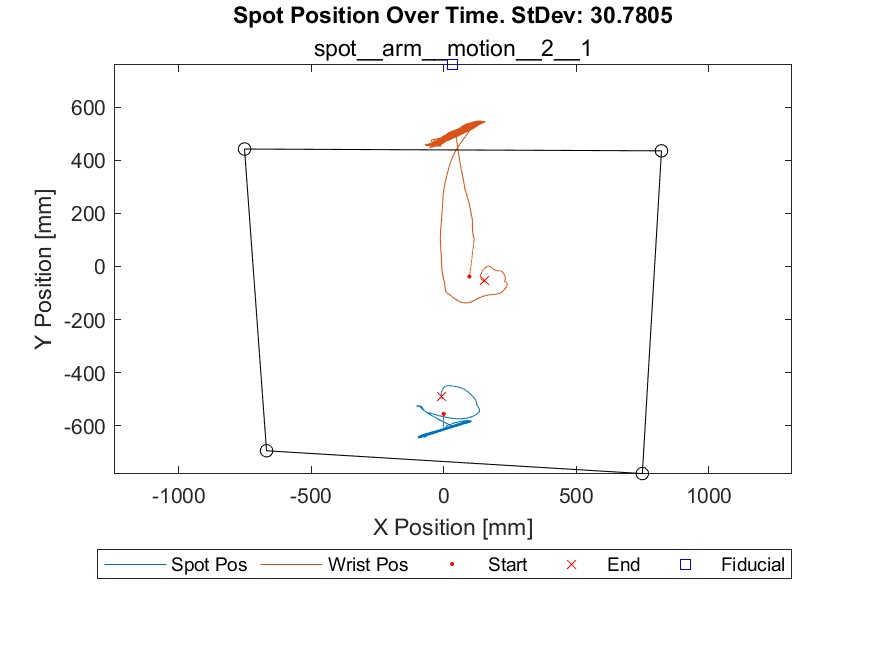 Spot Position Over Time. StDev: 30.7805
spot__arm__motion__2__1
600
400
200
0
-200
-400
-600
Y Position [mm]
-1000 -500 0 500 1000
X Position [mm]
Spot Pos Wrist Pos Start End Fiducial